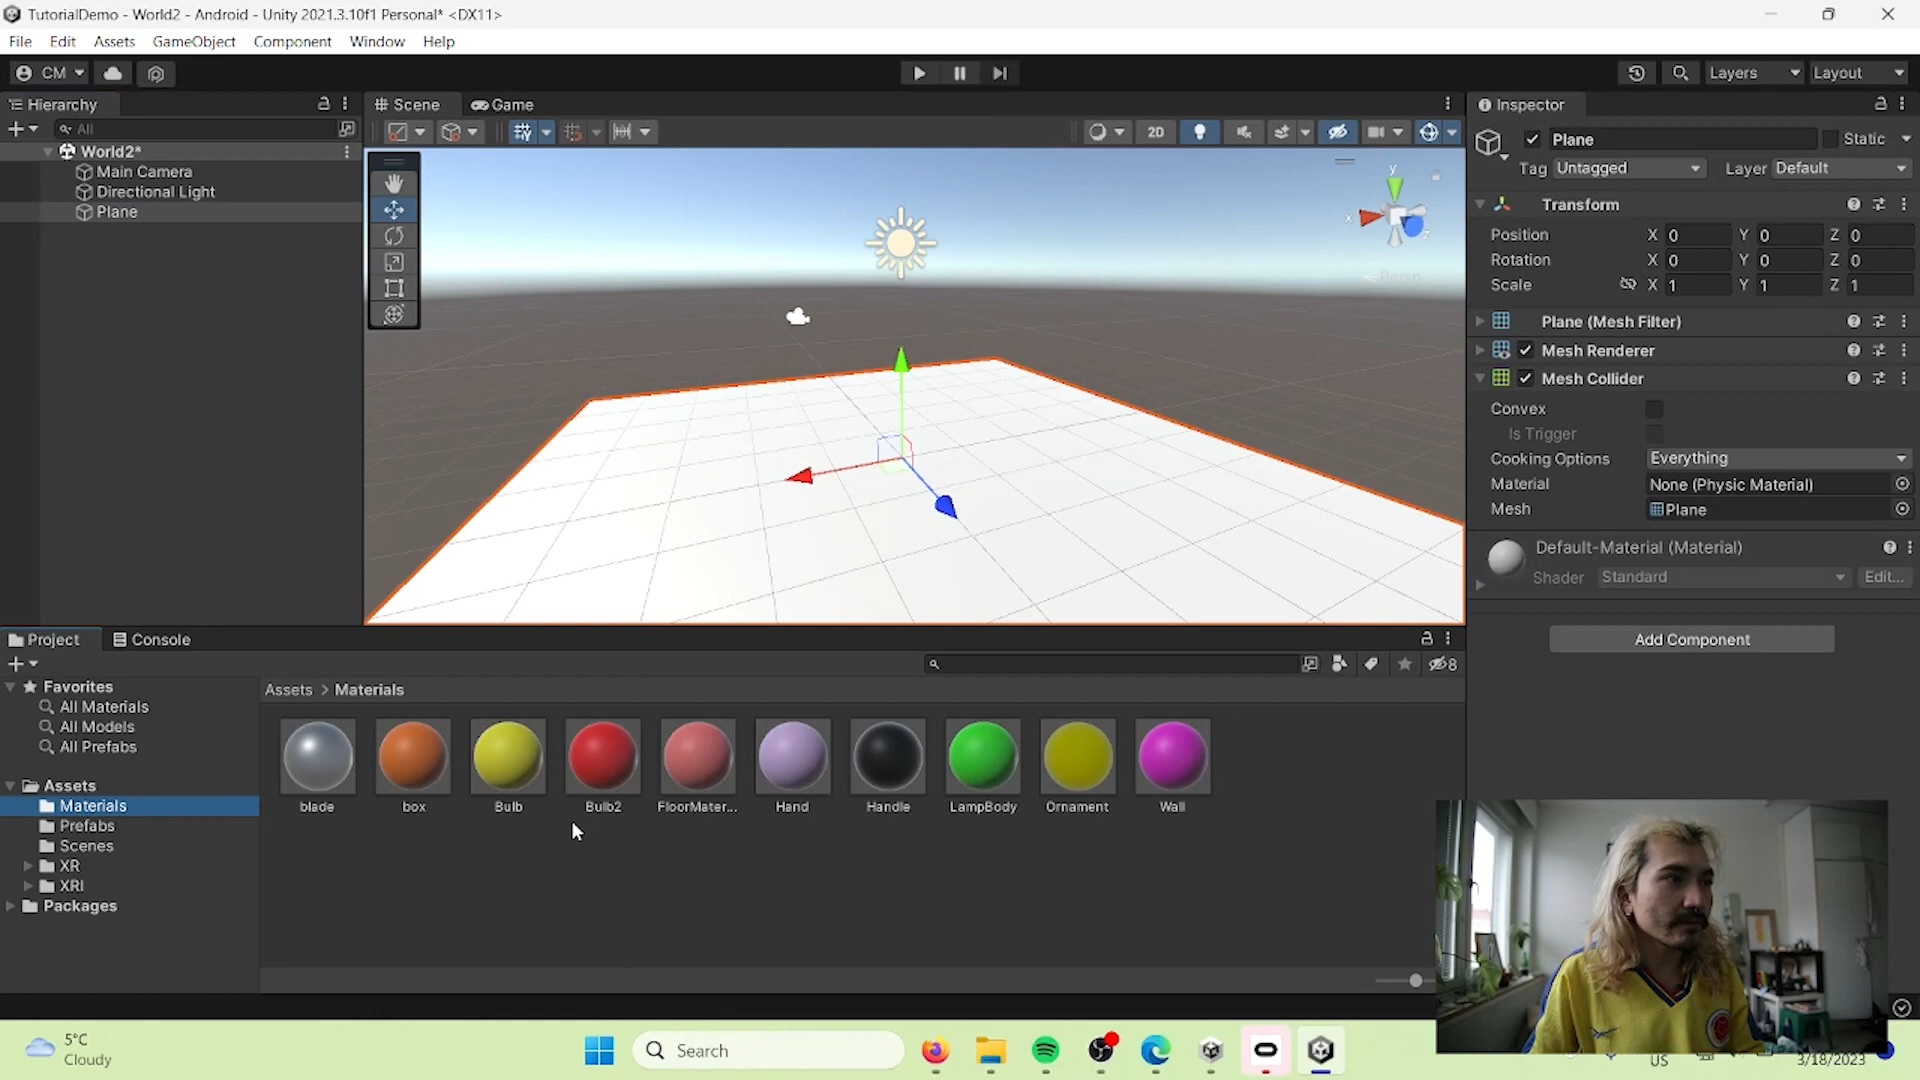 TutorialDemo - World2 - Android - Unity 2021.3.10f1 Personal* <DX11>
File Edit Assets GameObject Component Window Help
CM Layers Layout
Hierarchy
All
World2*
Main Camera
Directional Light
Plane
Scene Game
2D
y
x
Persp
Inspector
Plane Static
Tag Untagged Layer Default
Transform
Position X 0 Y 0 Z 0
Rotation X 0 Y 0 Z 0
Scale X 1 Y 1 Z 1
Plane (Mesh Filter)
Mesh Renderer
Mesh Collider
Convex
Is Trigger
Cooking Options Everything
Material None (Physic Material)
Mesh Plane
Default-Material (Material)
Shader Standard Edit...
Add Component
Project Console
8
Favorites
All Materials
All Models
All Prefabs
Assets
Materials
Prefabs
Scenes
XR
XRI
Packages
Assets > Materials
blade box Bulb Bulb2 FloorMater... Hand Handle LampBody Ornament Wall
5°C
Cloudy
Search
US
3/18/2023